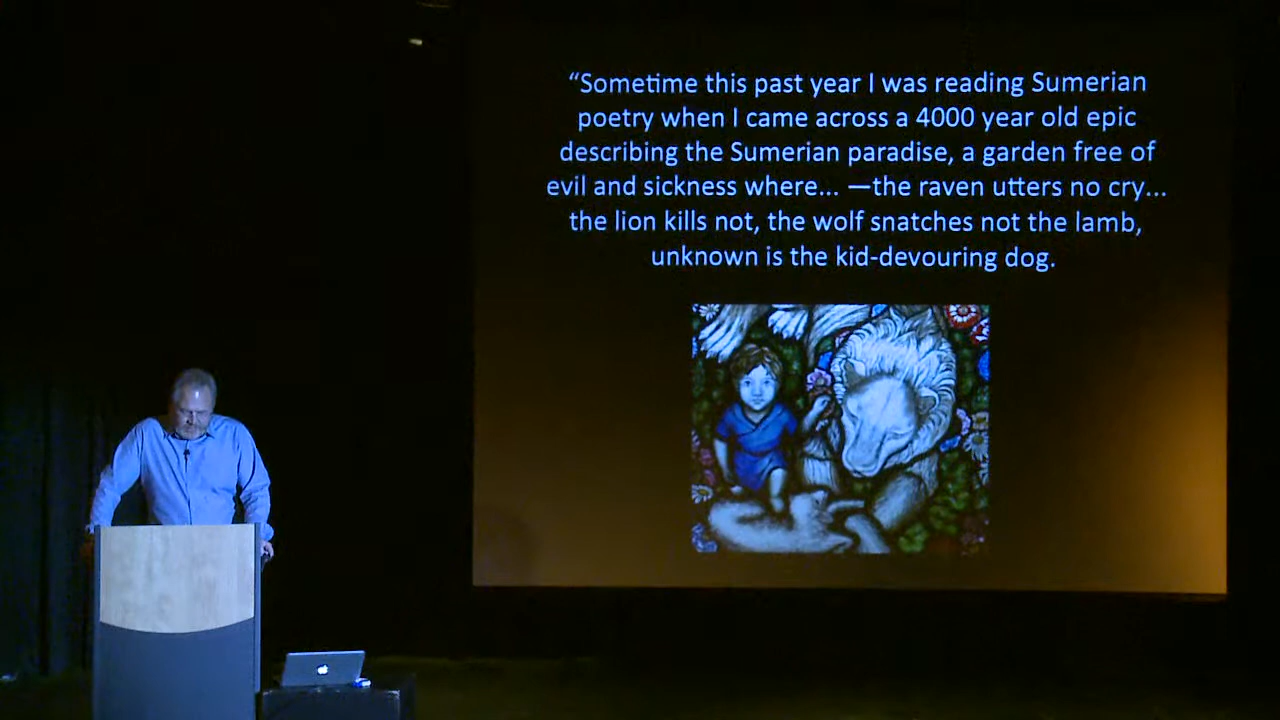 “Sometime this past year I was reading Sumerian
poetry when I came across a 4000 year old epic
describing the Sumerian paradise, a garden free of
evil and sickness where... —the raven utters no cry...
the lion kills not, the wolf snatches not the lamb,
unknown is the kid-devouring dog.